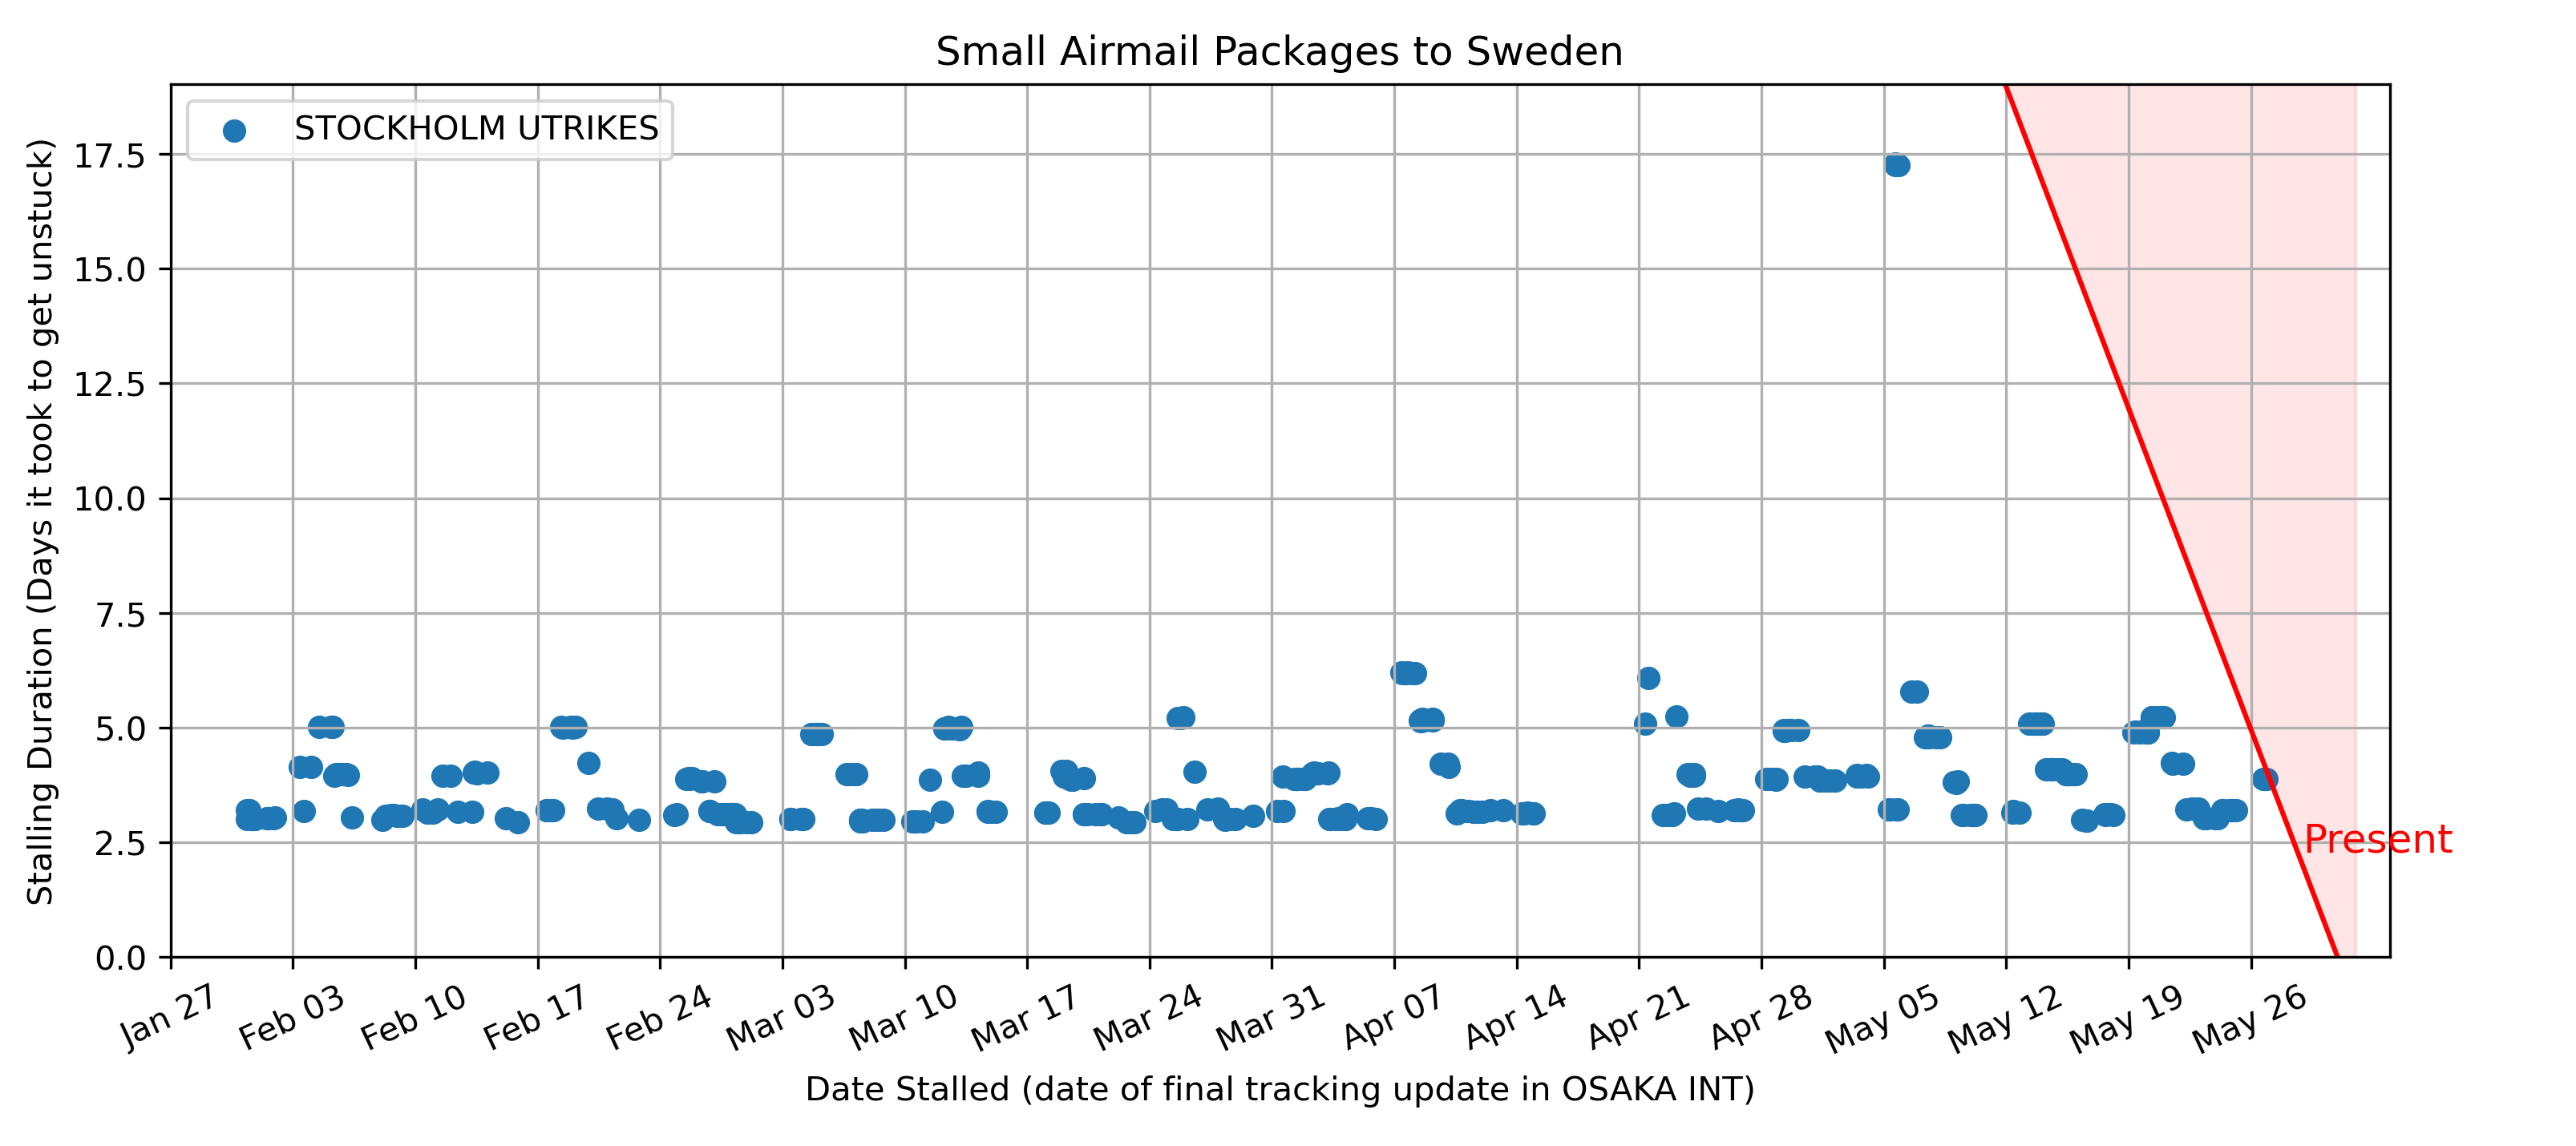 Small Airmail Packages to Sweden
STOCKHOLM UTRIKES
Stalling Duration (Days it took to get unstuck)
17.5
15.0
12.5
10.0
7.5
5.0
2.5
0.0
Present
Jan 27
Feb 03
Feb 10
Feb 17
Feb 24
Mar 03
Mar 10
Mar 17
Mar 24
Mar 31
Apr 07
Apr 14
Apr 21
Apr 28
May 05
May 12
May 19
May 26
Date Stalled (date of final tracking update in OSAKA INT)